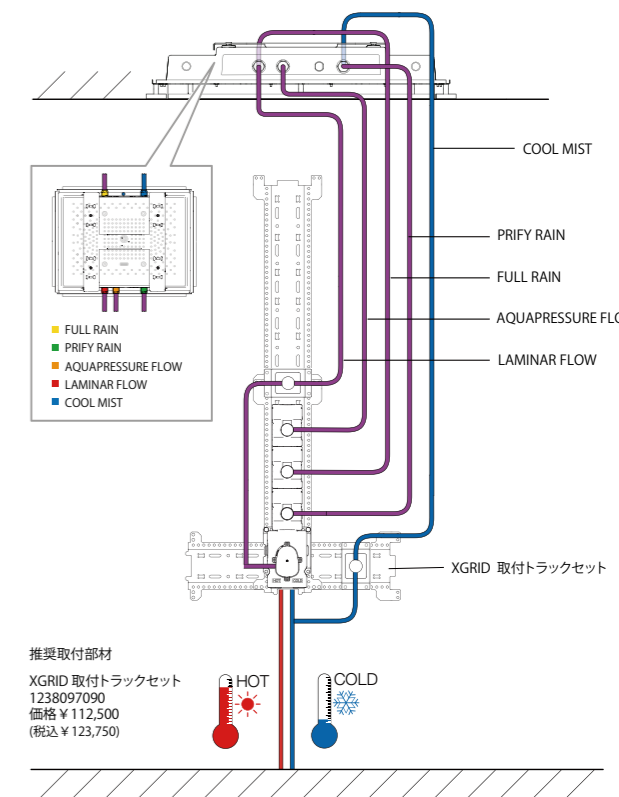 COOL MIST
PRIFY RAIN
FULL RAIN
AQUAPRESSURE FLO
LAMINAR FLOW
FULL RAIN
PRIFY RAIN
AQUAPRESSURE FLOW
LAMINAR FLOW
COOL MIST
XGRID 取付トラックセット
推奨取付部材
XGRID 取付トラックセット
1238097090
価格￥112,500
(税込￥123,750)
HOT
COLD
HOT
COLD